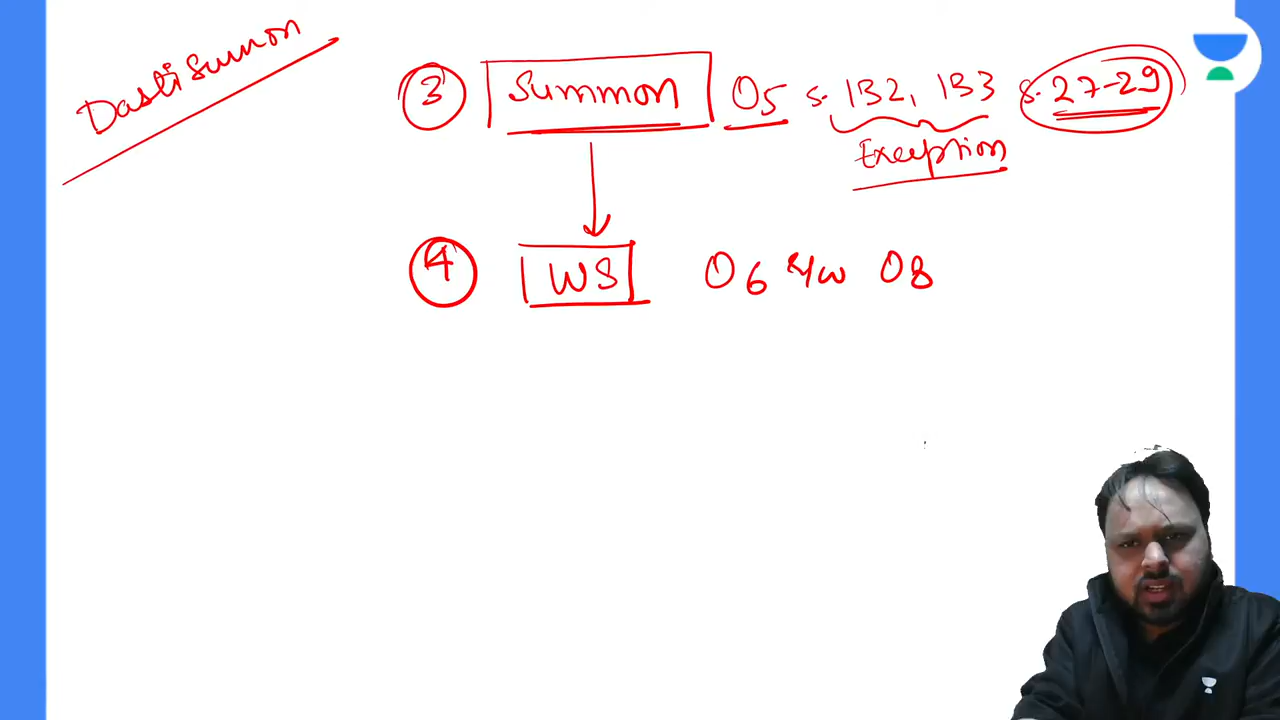 Dasti Summon
③ Summon O5 s. 132, 133 s. 27-29
Exception
④ WS O6 r/w O8